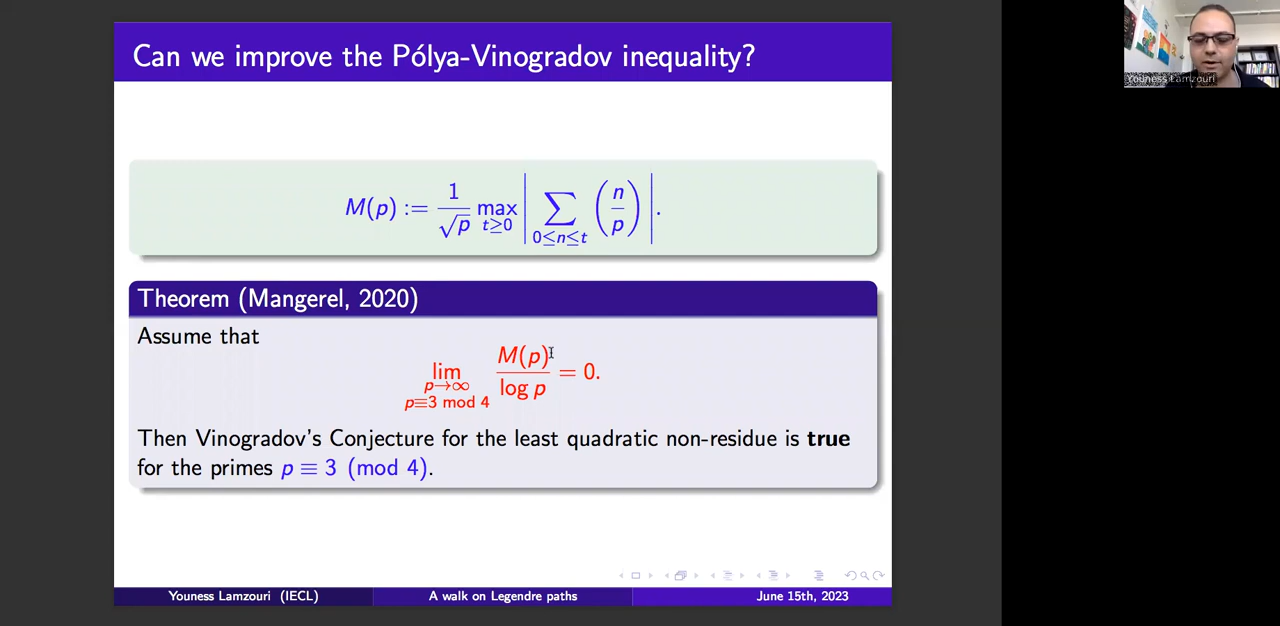 Can we improve the Pólya-Vinogradov inequality?
M(p) := 1/√p max_{t≥0} | ∑_{0≤n≤t} (n/p) |.
Theorem (Mangerel, 2020)
Assume that
lim_{p→∞, p≡3 mod 4} M(p)/log p = 0.
Then Vinogradov's Conjecture for the least quadratic non-residue is true
for the primes p ≡ 3 (mod 4).
Youness Lamzouri (IECL)
A walk on Legendre paths
June 15th, 2023
Youness Lamzouri